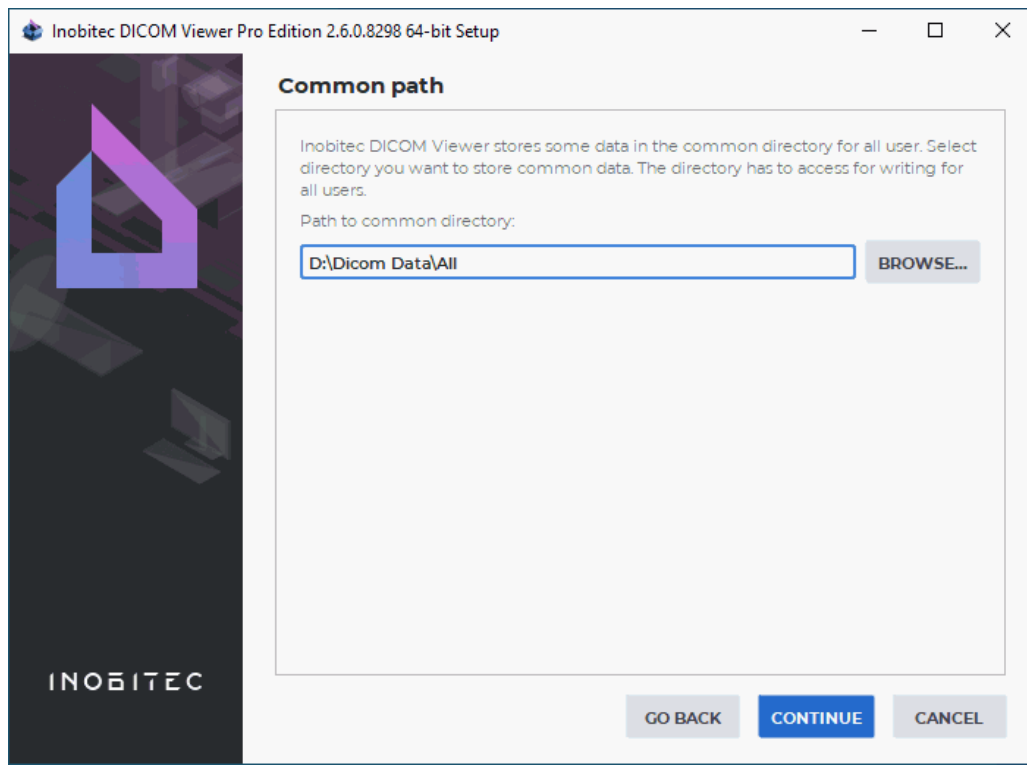 Inobitec DICOM Viewer Pro Edition 2.6.0.8298 64-bit Setup
Common path
Inobitec DICOM Viewer stores some data in the common directory for all user. Select
directory you want to store common data. The directory has to access for writing for
all users.
Path to common directory:
D:\Dicom Data\All
BROWSE...
INOBITEC
GO BACK
CONTINUE
CANCEL